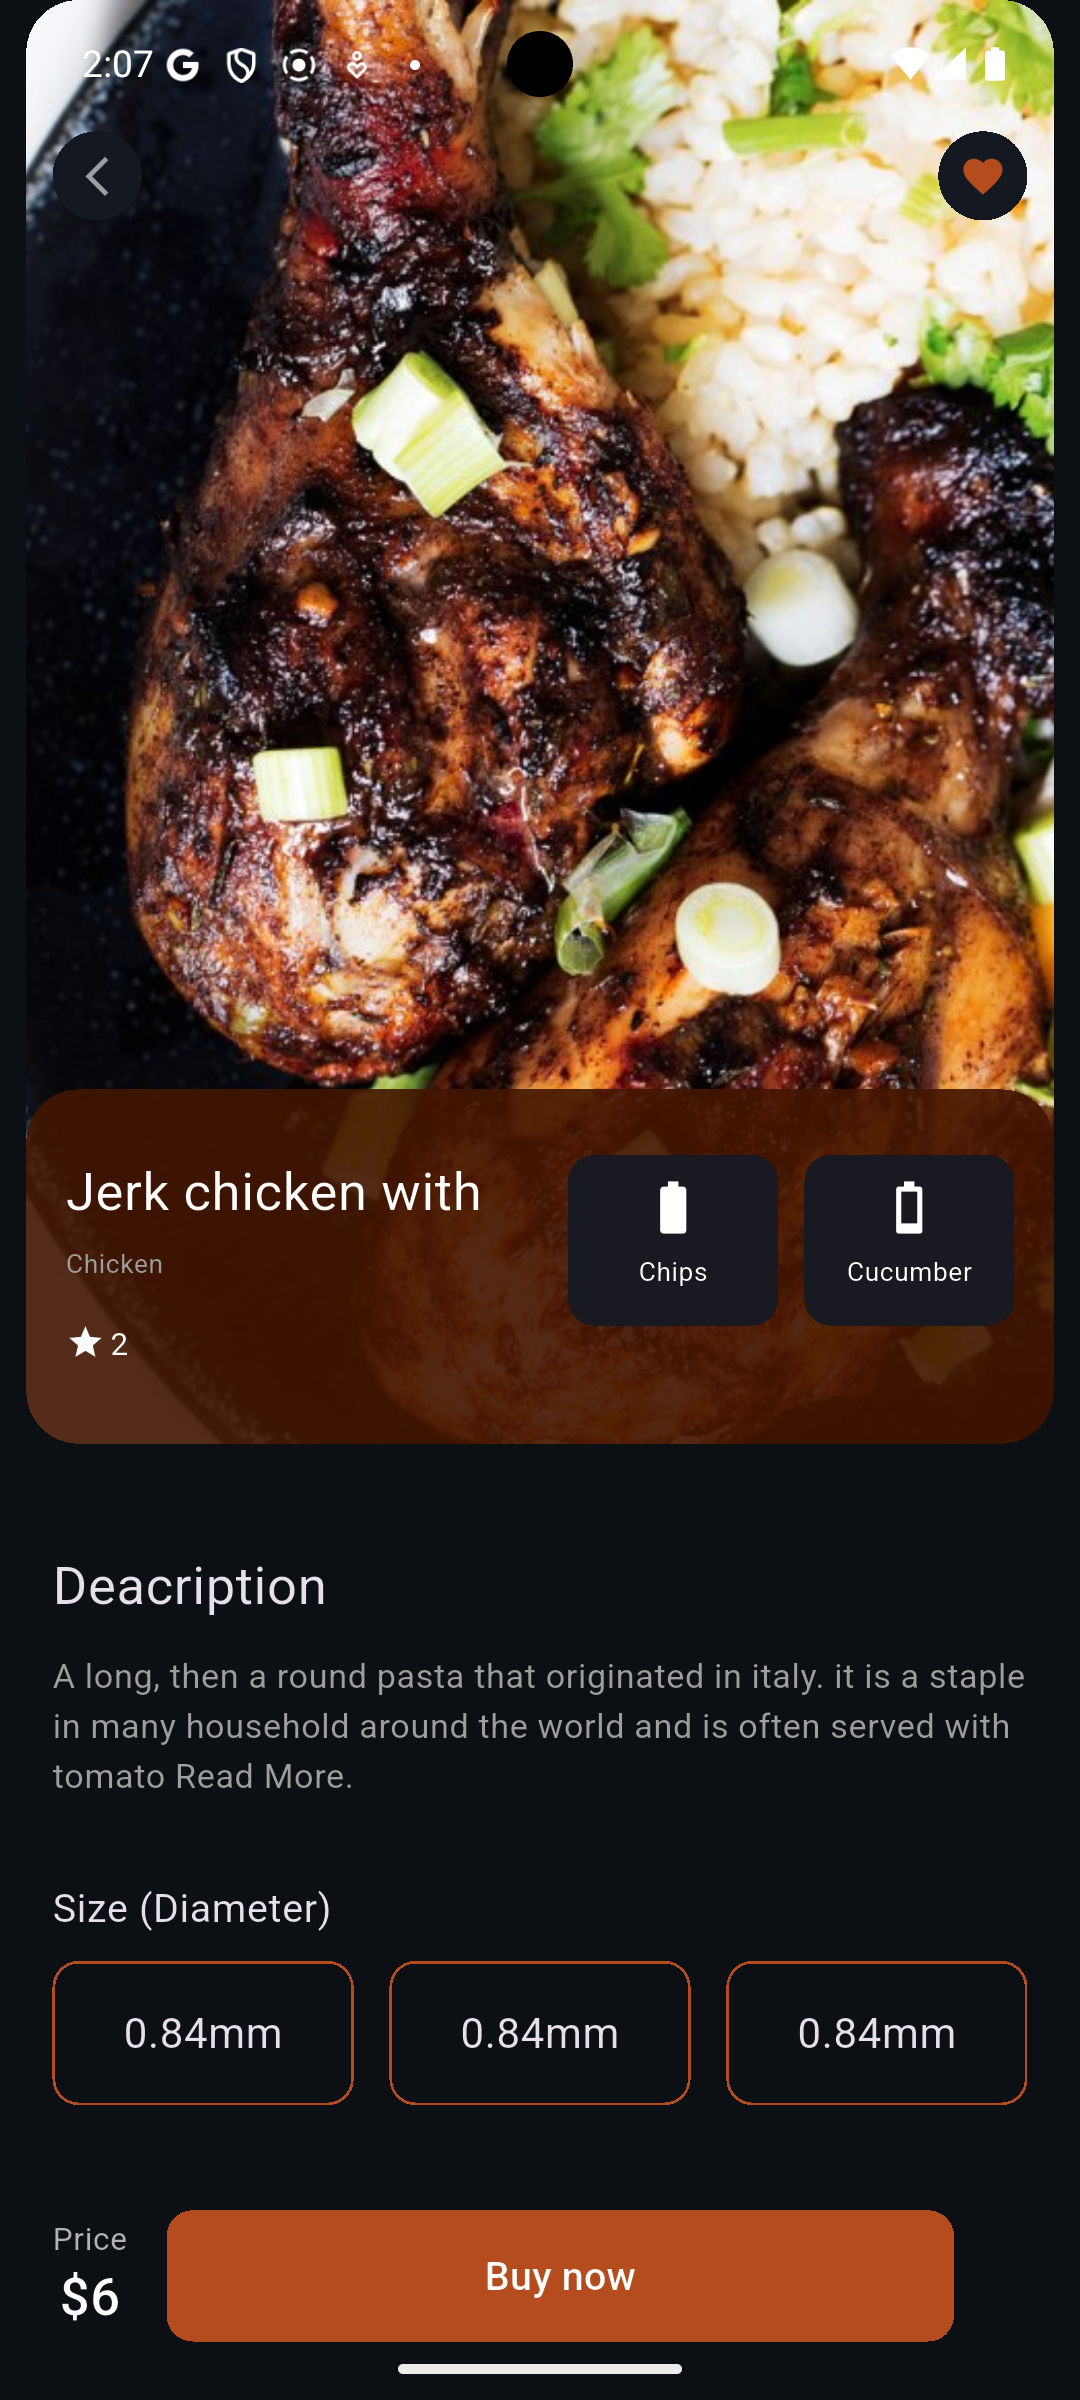 2:07
Jerk chicken with
Chicken
2
Chips
Cucumber
Deacription
A long, then a round pasta that originated in italy. it is a staple
in many household around the world and is often served with
tomato Read More.
Size (Diameter)
0.84mm 0.84mm 0.84mm
Price
$6
Buy now